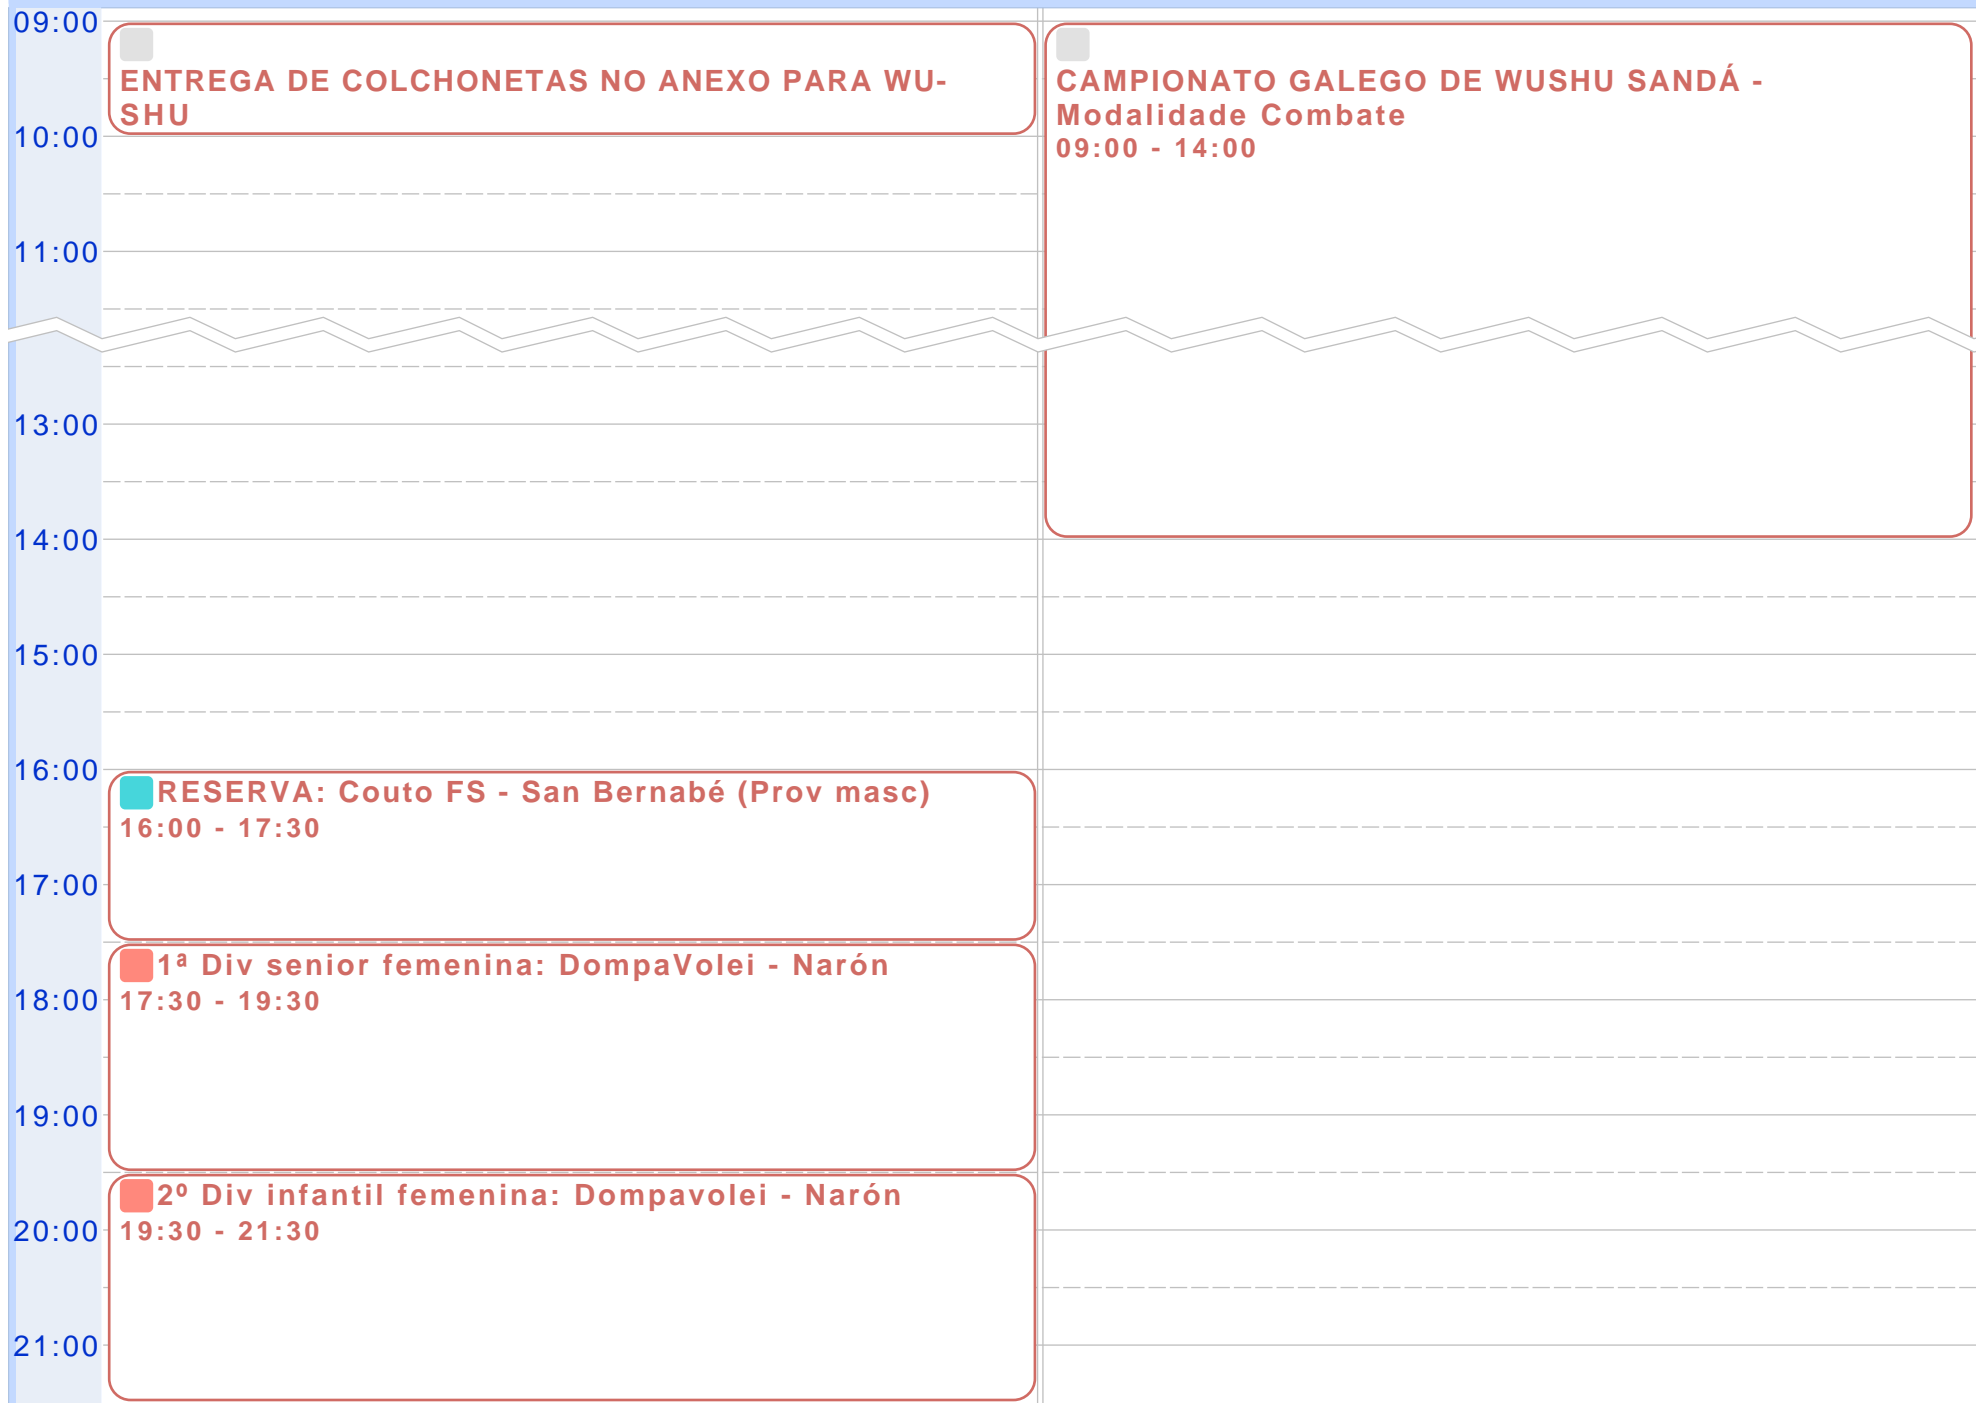 09:00
ENTREGA DE COLCHONETAS NO ANEXO PARA WU-
SHU
CAMPIONATO GALEGO DE WUSHU SANDÁ -
Modalidade Combate
09:00 - 14:00
10:00
11:00
13:00
14:00
15:00
16:00
RESERVA: Couto FS - San Bernabé (Prov masc)
16:00 - 17:30
17:00
1ª Div senior femenina: DompaVolei - Narón
17:30 - 19:30
18:00
19:00
2º Div infantil femenina: Dompavolei - Narón
19:30 - 21:30
20:00
21:00